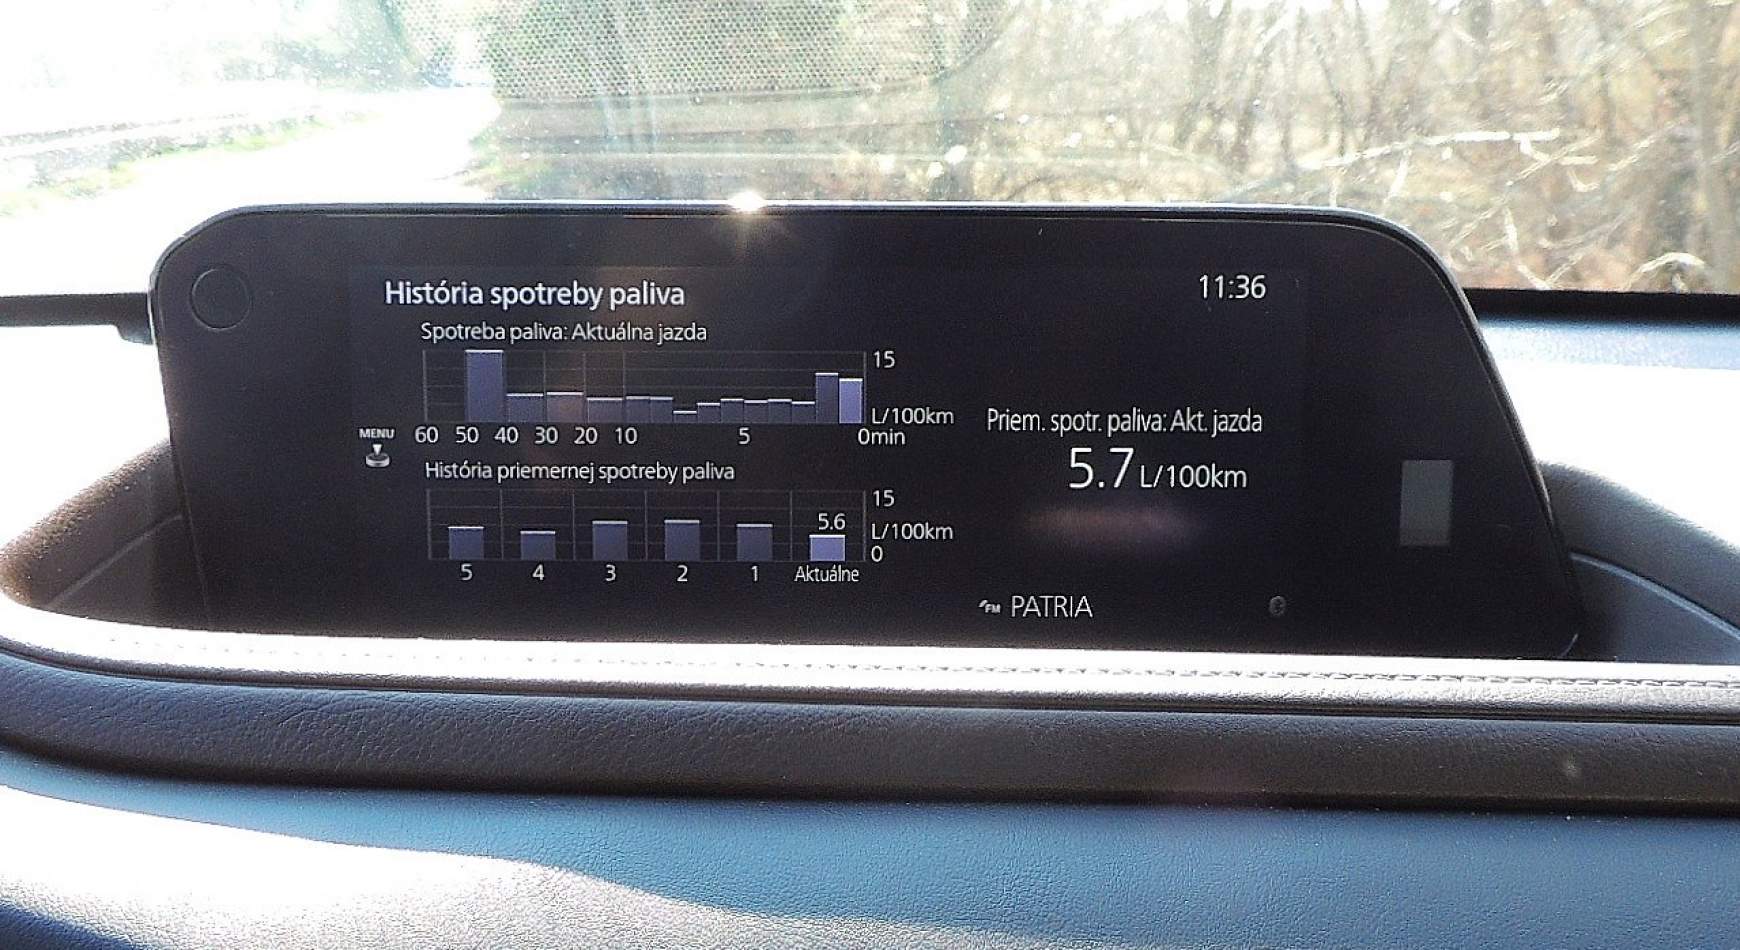 História spotreby paliva
11:36
Spotreba paliva: Aktuálna jazda
15
L/100km
MENU
60 50 40 30 20 10 5 0min
Priem. spotr. paliva: Akt. jazda
5.7 L/100km
História priemernej spotreby paliva
15
5.6
L/100km
0
5 4 3 2 1 Aktuálne
FM PATRIA